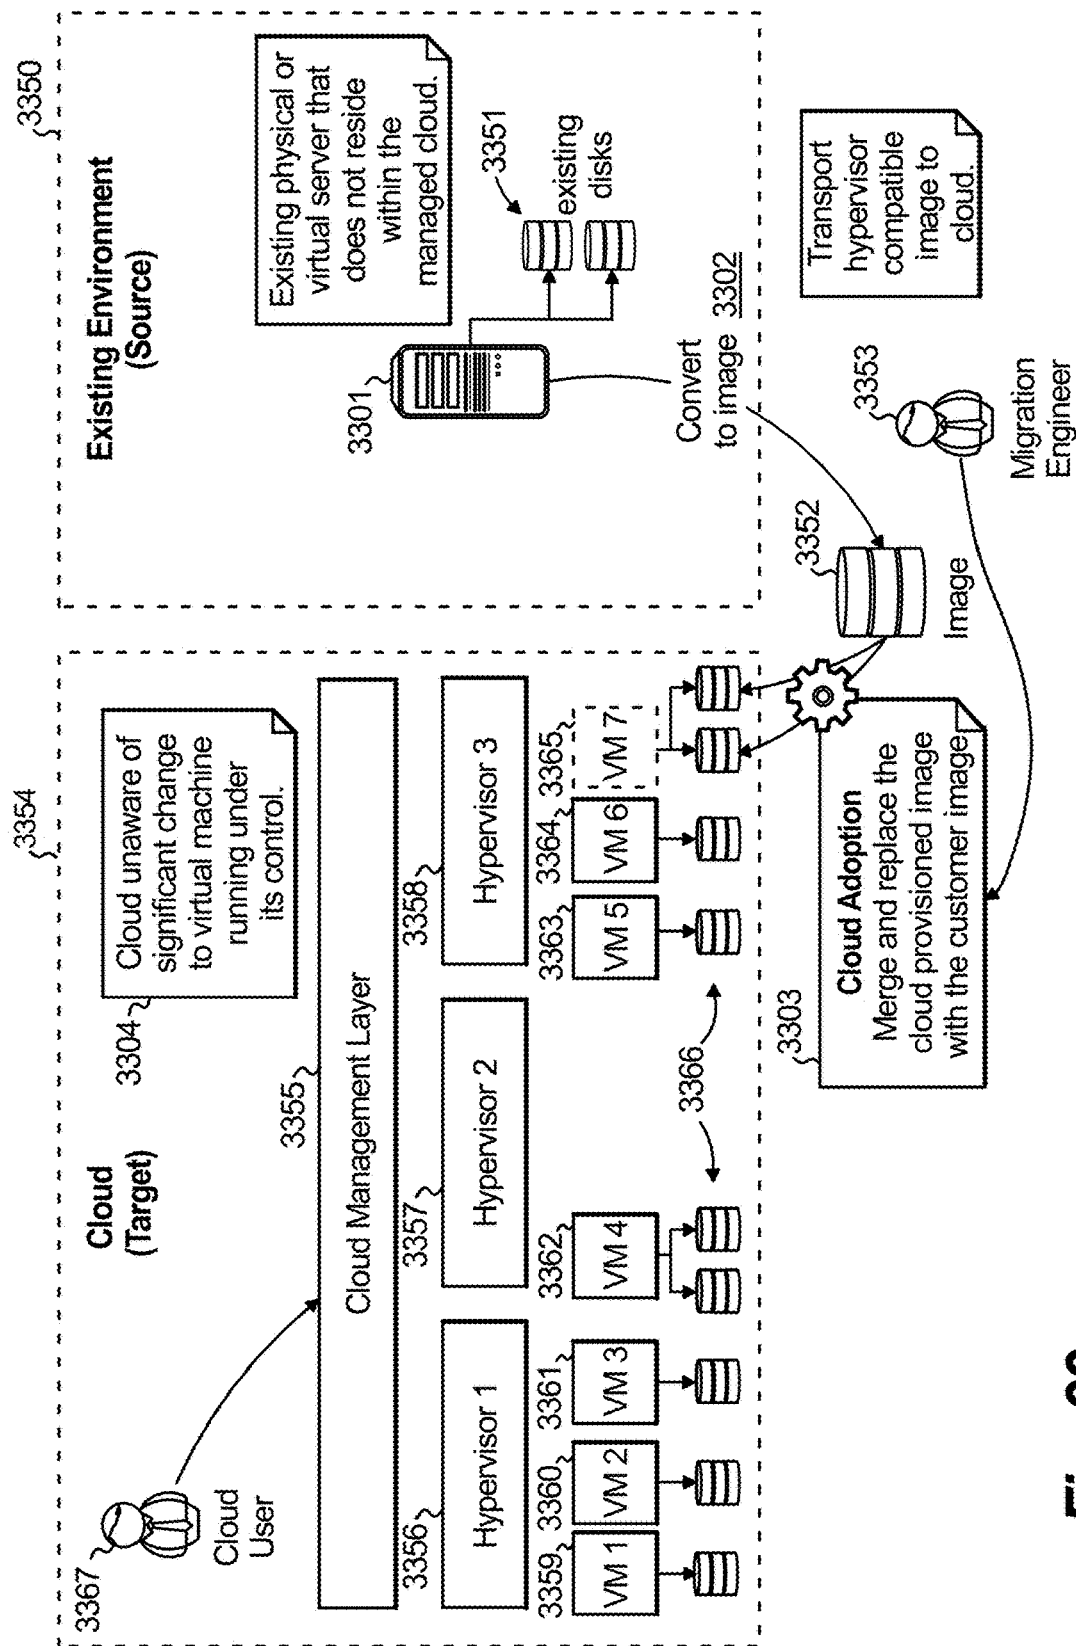 3350
Existing Environment
(Source)
Existing physical or
virtual server that
does not reside
within the
managed cloud.
3301
3351
existing
disks
Convert
to image 3302
Transport
hypervisor
compatible
image to
cloud.
3353
Migration
Engineer
3352
Image
3354
Cloud
(Target)
3367
Cloud
User
3304
Cloud unaware of
significant change
to virtual machine
running under
its control.
3355
Cloud Management Layer
3356
Hypervisor 1
3357
Hypervisor 2
3358
Hypervisor 3
3359
VM 1
3360
VM 2
3361
VM 3
3362
VM 4
3363
VM 5
3364
VM 6
3365
VM 7
3366
3303
Cloud Adoption
Merge and replace the
cloud provisioned image
with the customer image.